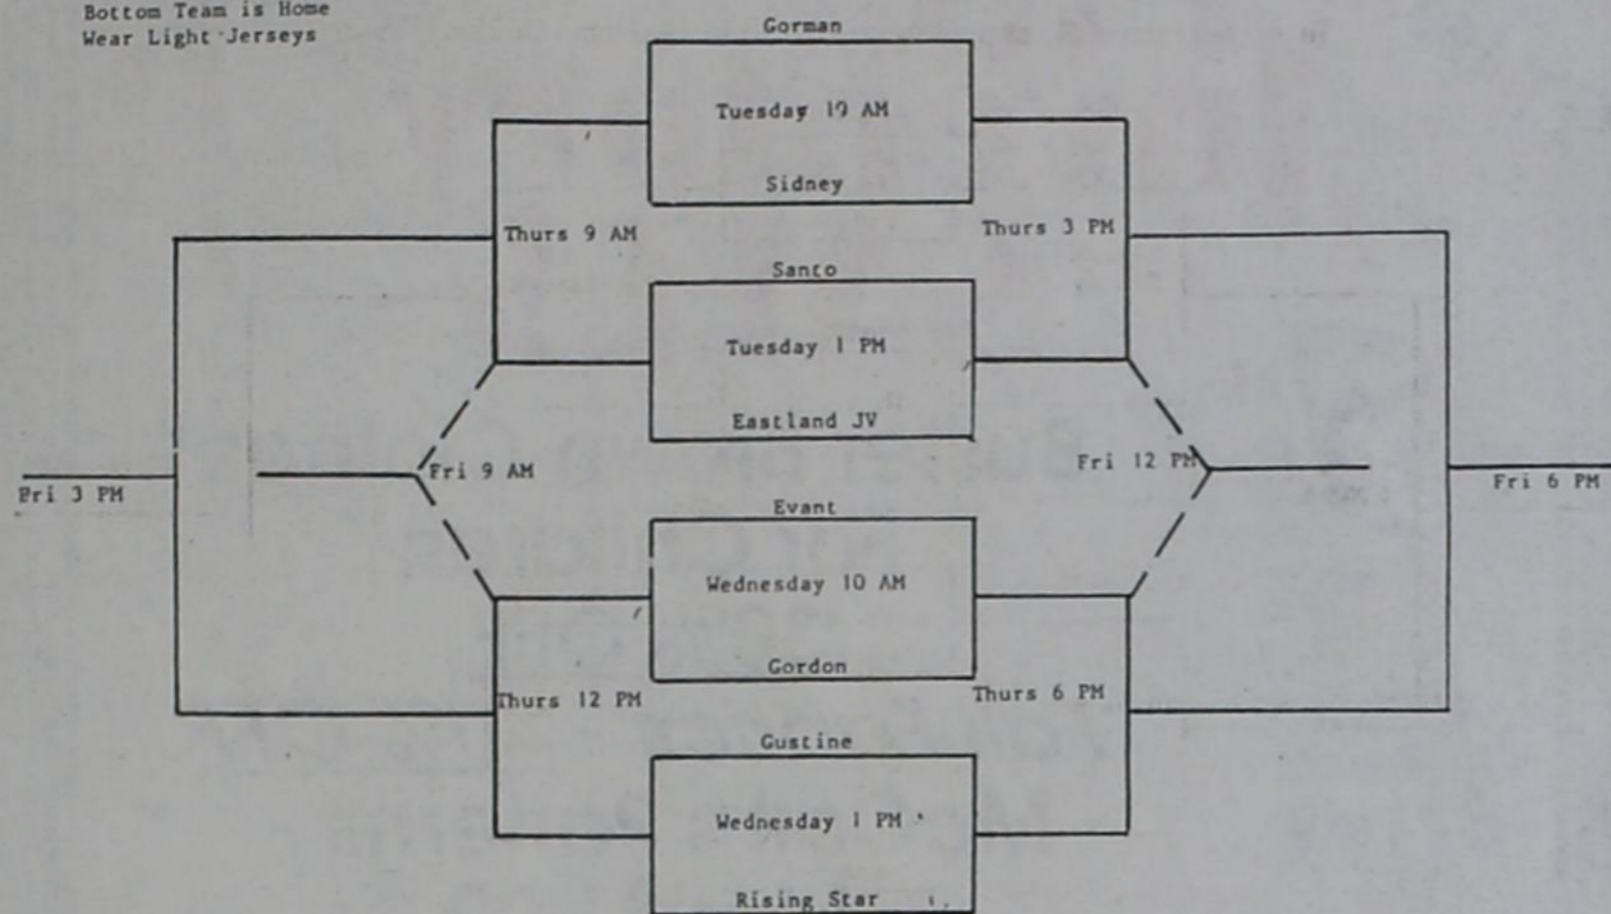 Bottom Team is Home
Wear Light Jerseys
Gorman
Tuesday 10 AM
Sidney
Thurs 9 AM
Thurs 3 PM
Santo
Tuesday 1 PM
Eastland JV
Fri 9 AM
Fri 12 PM
Fri 3 PM
Fri 6 PM
Evant
Wednesday 10 AM
Gordon
Thurs 12 PM
Thurs 6 PM
Gustine
Wednesday 1 PM
Rising Star